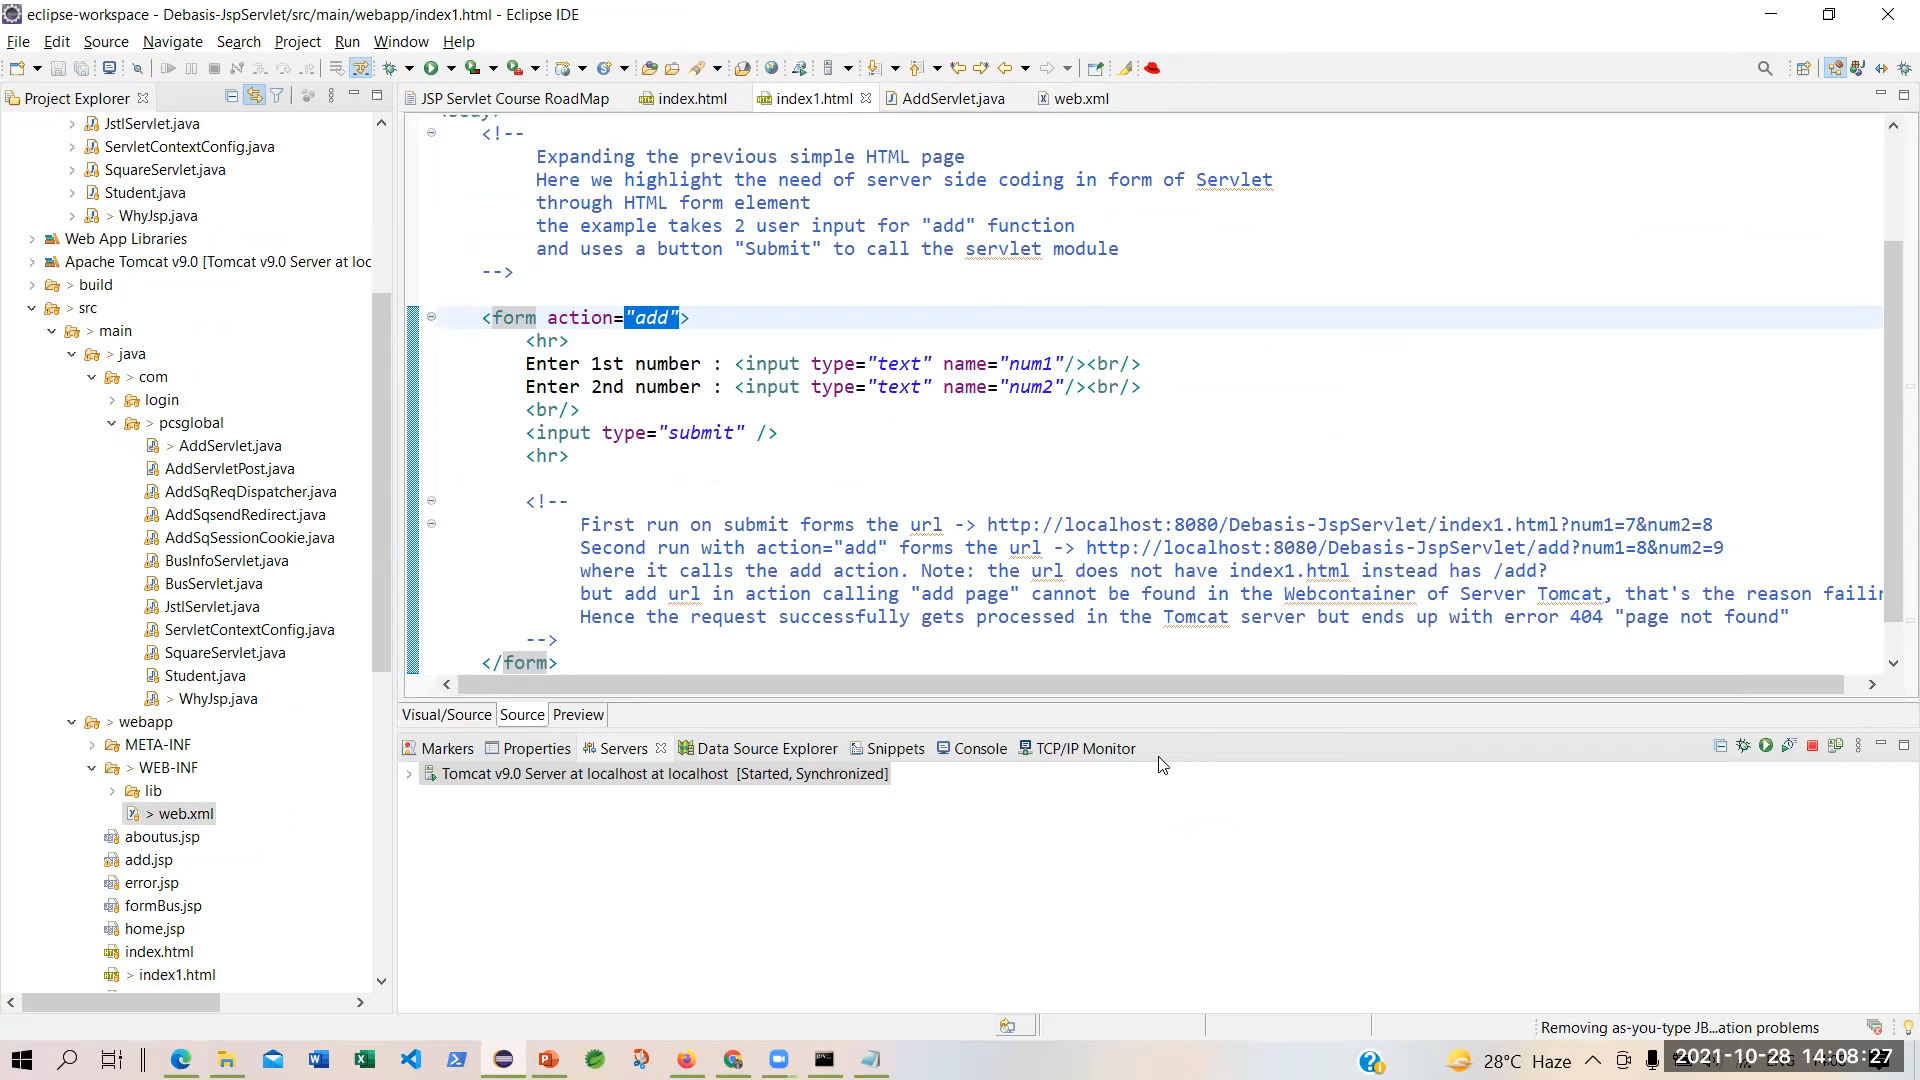 eclipse-workspace - Debasis-JspServlet/src/main/webapp/index1.html - Eclipse IDE
File Edit Source Navigate Search Project Run Window Help
Project Explorer
JSP Servlet Course RoadMap index.html index1.html AddServlet.java web.xml
JstlServlet.java
ServletContextConfig.java
SquareServlet.java
Student.java
> WhyJsp.java
Web App Libraries
Apache Tomcat v9.0 [Tomcat v9.0 Server at loc
> build
> src
> main
> java
> com
login
> pcsglobal
> AddServlet.java
AddServletPost.java
AddSqReqDispatcher.java
AddSqsendRedirect.java
AddSqSessionCookie.java
BusInfoServlet.java
BusServlet.java
JstlServlet.java
ServletContextConfig.java
SquareServlet.java
Student.java
> WhyJsp.java
> webapp
META-INF
> WEB-INF
lib
> web.xml
aboutus.jsp
add.jsp
error.jsp
formBus.jsp
home.jsp
index.html
> index1.html
<body>
<!--
Expanding the previous simple HTML page
Here we highlight the need of server side coding in form of Servlet
through HTML form element
the example takes 2 user input for "add" function
and uses a button "Submit" to call the servlet module
-->
<form action="add">
<hr>
Enter 1st number : <input type="text" name="num1"/><br/>
Enter 2nd number : <input type="text" name="num2"/><br/>
<br/>
<input type="submit" />
<hr>
<!--
First run on submit forms the url -> http://localhost:8080/Debasis-JspServlet/index1.html?num1=7&num2=8
Second run with action="add" forms the url -> http://localhost:8080/Debasis-JspServlet/add?num1=8&num2=9
where it calls the add action. Note: the url does not have index1.html instead has /add?
but add url in action calling "add page" cannot be found in the Webcontainer of Server Tomcat, that's the reason failin
Hence the request successfully gets processed in the Tomcat server but ends up with error 404 "page not found"
-->
</form>
Visual/Source Source Preview
Markers Properties Servers Data Source Explorer Snippets Console TCP/IP Monitor
Tomcat v9.0 Server at localhost at localhost [Started, Synchronized]
Removing as-you-type JB...ation problems
28°C Haze
2021-10-28 14:08:27